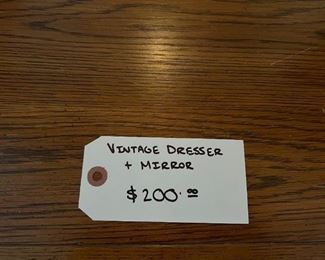 VINTAGE DRESSER
+ MIRROR
$200.00